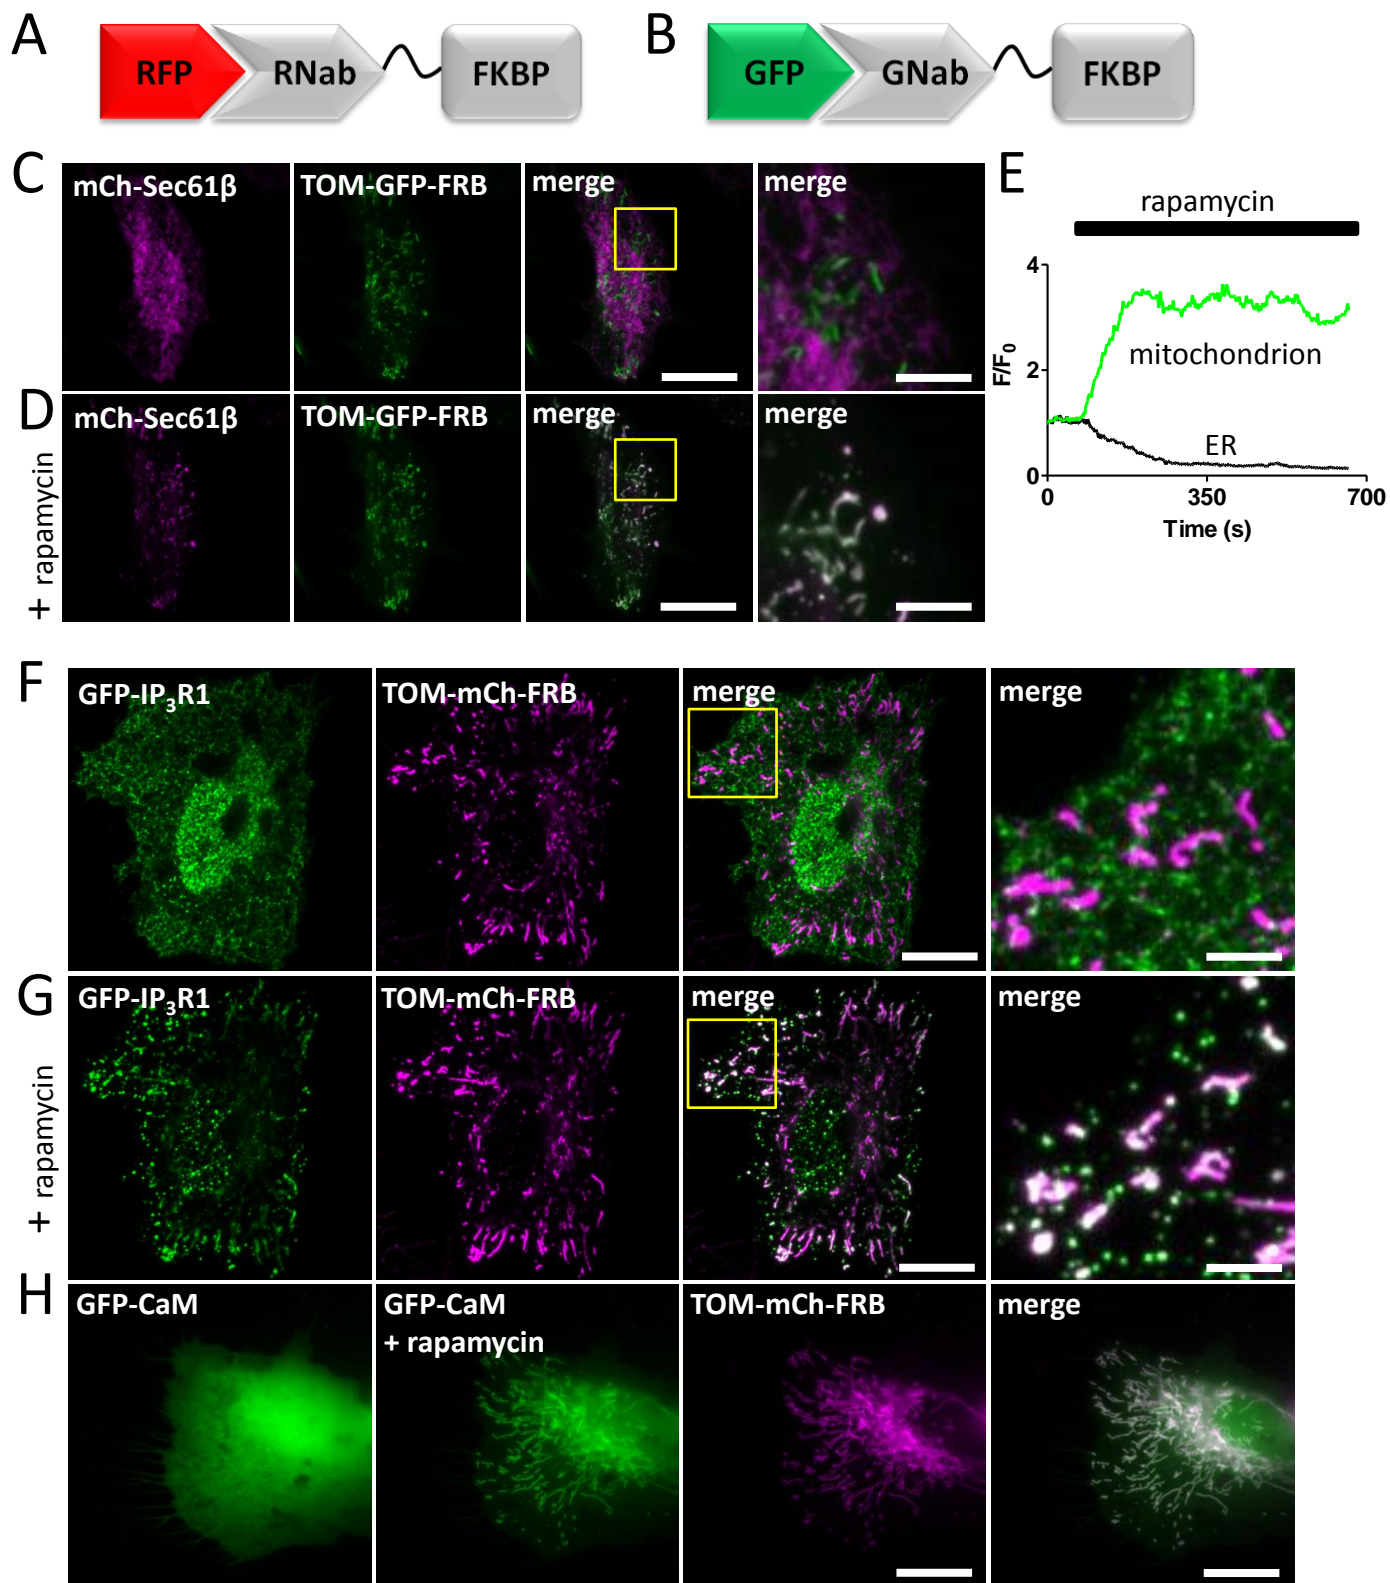 A
RFP
RNab
FKBP
B
GFP
GNab
FKBP
C
mCh-Sec61β
TOM-GFP-FRB
merge
merge
D
+ rapamycin
mCh-Sec61β
TOM-GFP-FRB
merge
merge
E
rapamycin
4
2
0
F/F₀
mitochondrion
ER
0
350
700
Time (s)
F
GFP-IP₃R1
TOM-mCh-FRB
merge
merge
G
+ rapamycin
GFP-IP₃R1
TOM-mCh-FRB
merge
merge
H
GFP-CaM
GFP-CaM
+ rapamycin
TOM-mCh-FRB
merge